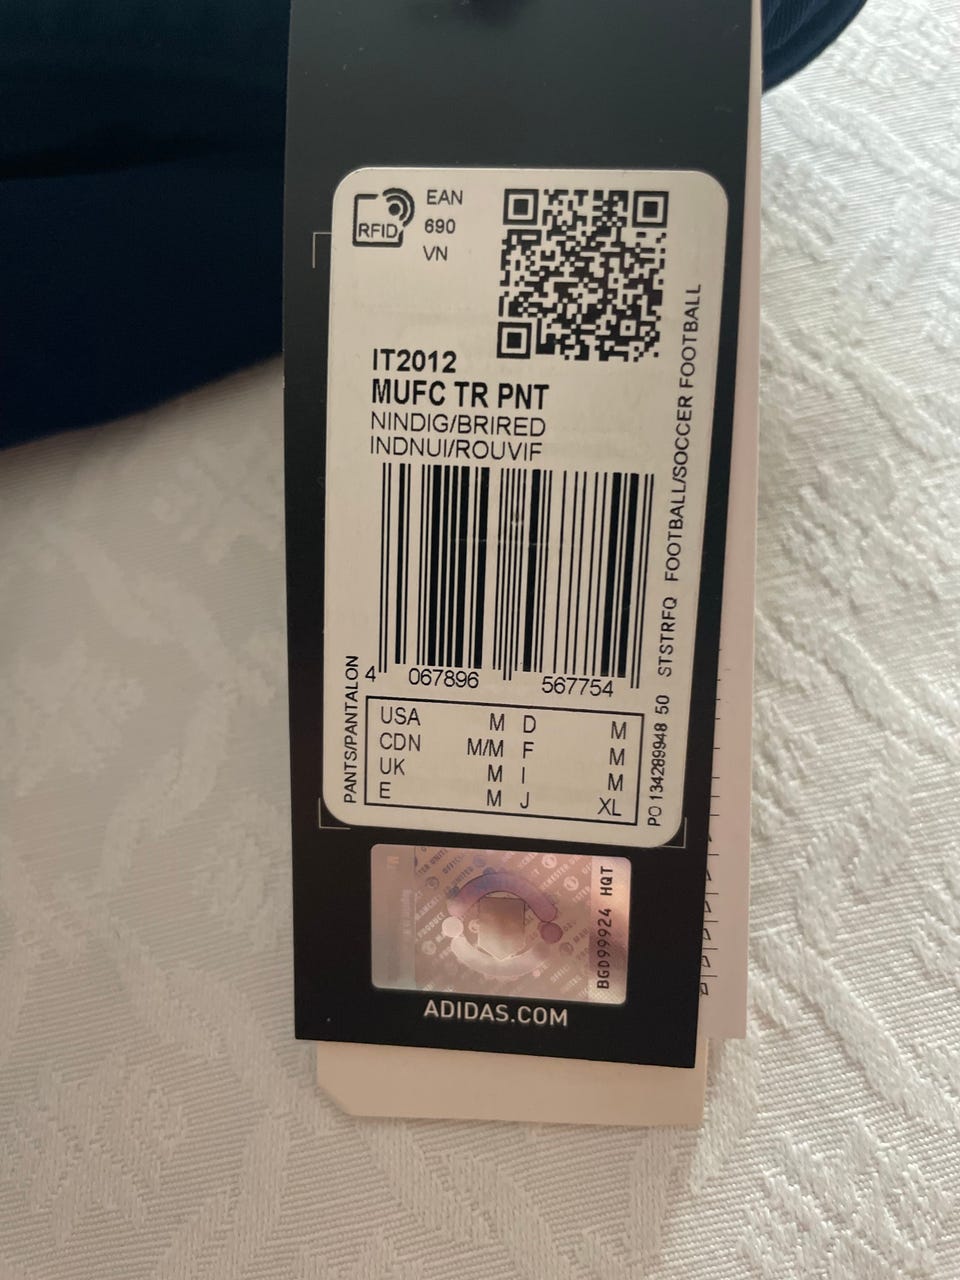 RFID
EAN
690
VN
IT2012
MUFC TR PNT
NINDIG/BRIRED
INDNUI/ROUVIF
4 067896 567754
PANTS/PANTALON
USA M D M
CDN M/M F M
UK M I M
E M J XL
PO 134289948 50 STSTRFQ FOOTBALL/SOCCER FOOTBALL
BGD99924 HQT
ADIDAS.COM